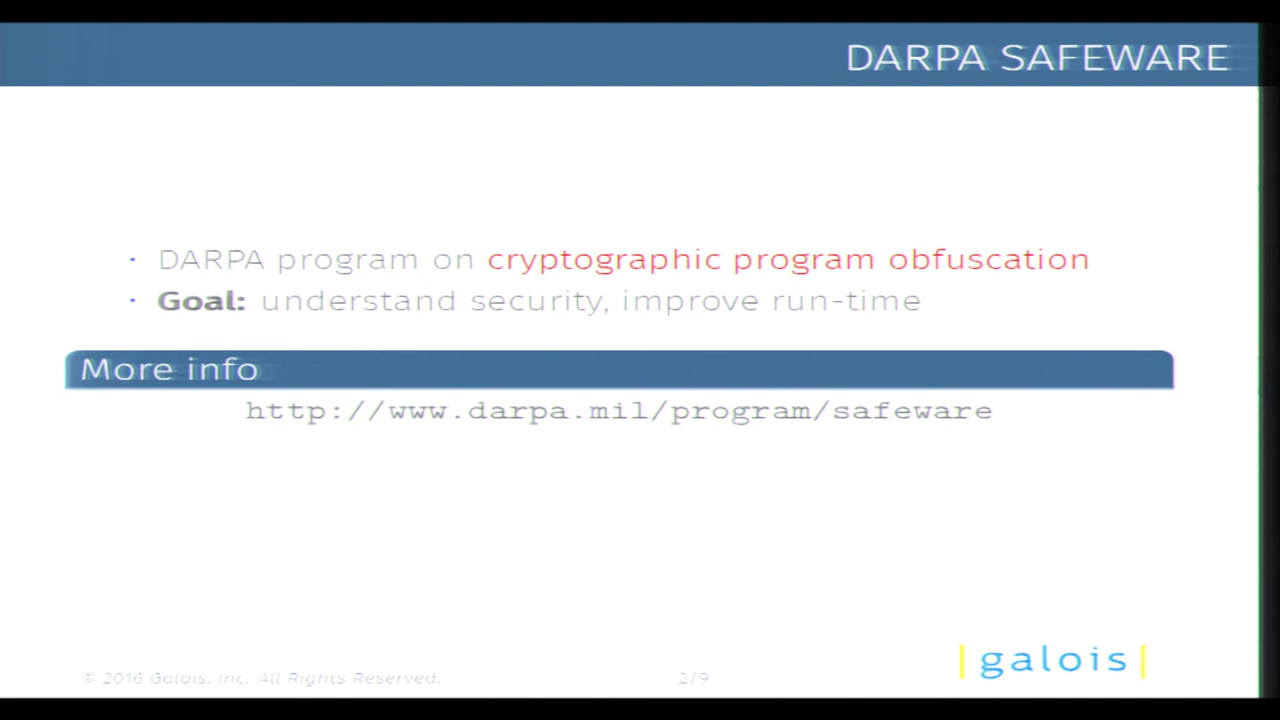 DARPA SAFEWARE
· DARPA program on cryptographic program obfuscation
· Goal: understand security, improve run-time
More info
http://www.darpa.mil/program/safeware
© 2016 Galois, Inc. All Rights Reserved.
2/9
|galois|